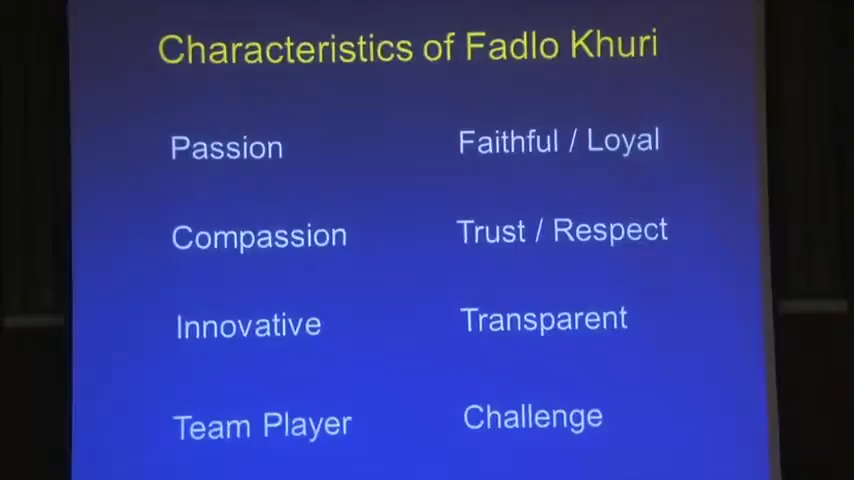 Characteristics of Fadlo Khuri
Passion
Faithful / Loyal
Compassion
Trust / Respect
Innovative
Transparent
Team Player
Challenge